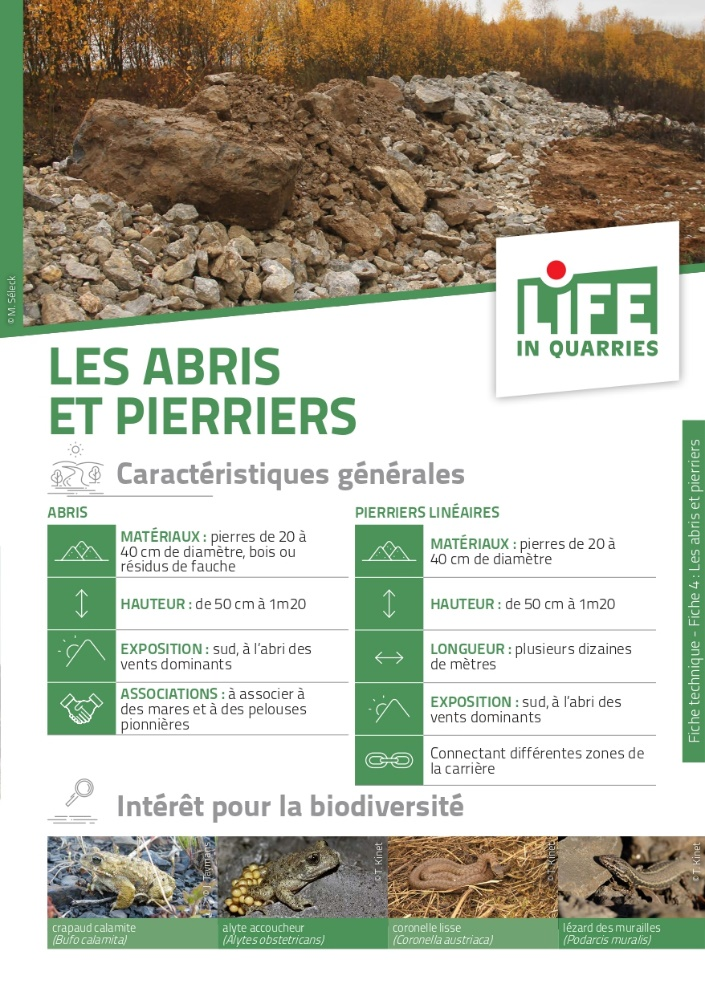 © M. Séleck
LiFE
IN QUARRIES
LES ABRIS
ET PIERRIERS
Caractéristiques générales
ABRIS
MATÉRIAUX : pierres de 20 à
40 cm de diamètre, bois ou
résidus de fauche
HAUTEUR : de 50 cm à 1m20
EXPOSITION : sud, à l'abri des
vents dominants
ASSOCIATIONS : à associer à
des mares et à des pelouses
pionnières
PIERRIERS LINÉAIRES
MATÉRIAUX : pierres de 20 à
40 cm de diamètre
HAUTEUR : de 50 cm à 1m20
LONGUEUR : plusieurs dizaines
de mètres
EXPOSITION : sud, à l'abri des
vents dominants
Connectant différentes zones de
la carrière
Fiche technique - Fiche 4 : Les abris et pierriers
Intérêt pour la biodiversité
Taymans
©T. Kinet
©T. Kinet
©T. Kinet
crapaud calamite
(Bufo calamita)
alyte accoucheur
(Alytes obstetricans)
coronelle lisse
(Coronella austriaca)
lézard des murailles
(Podarcis muralis)